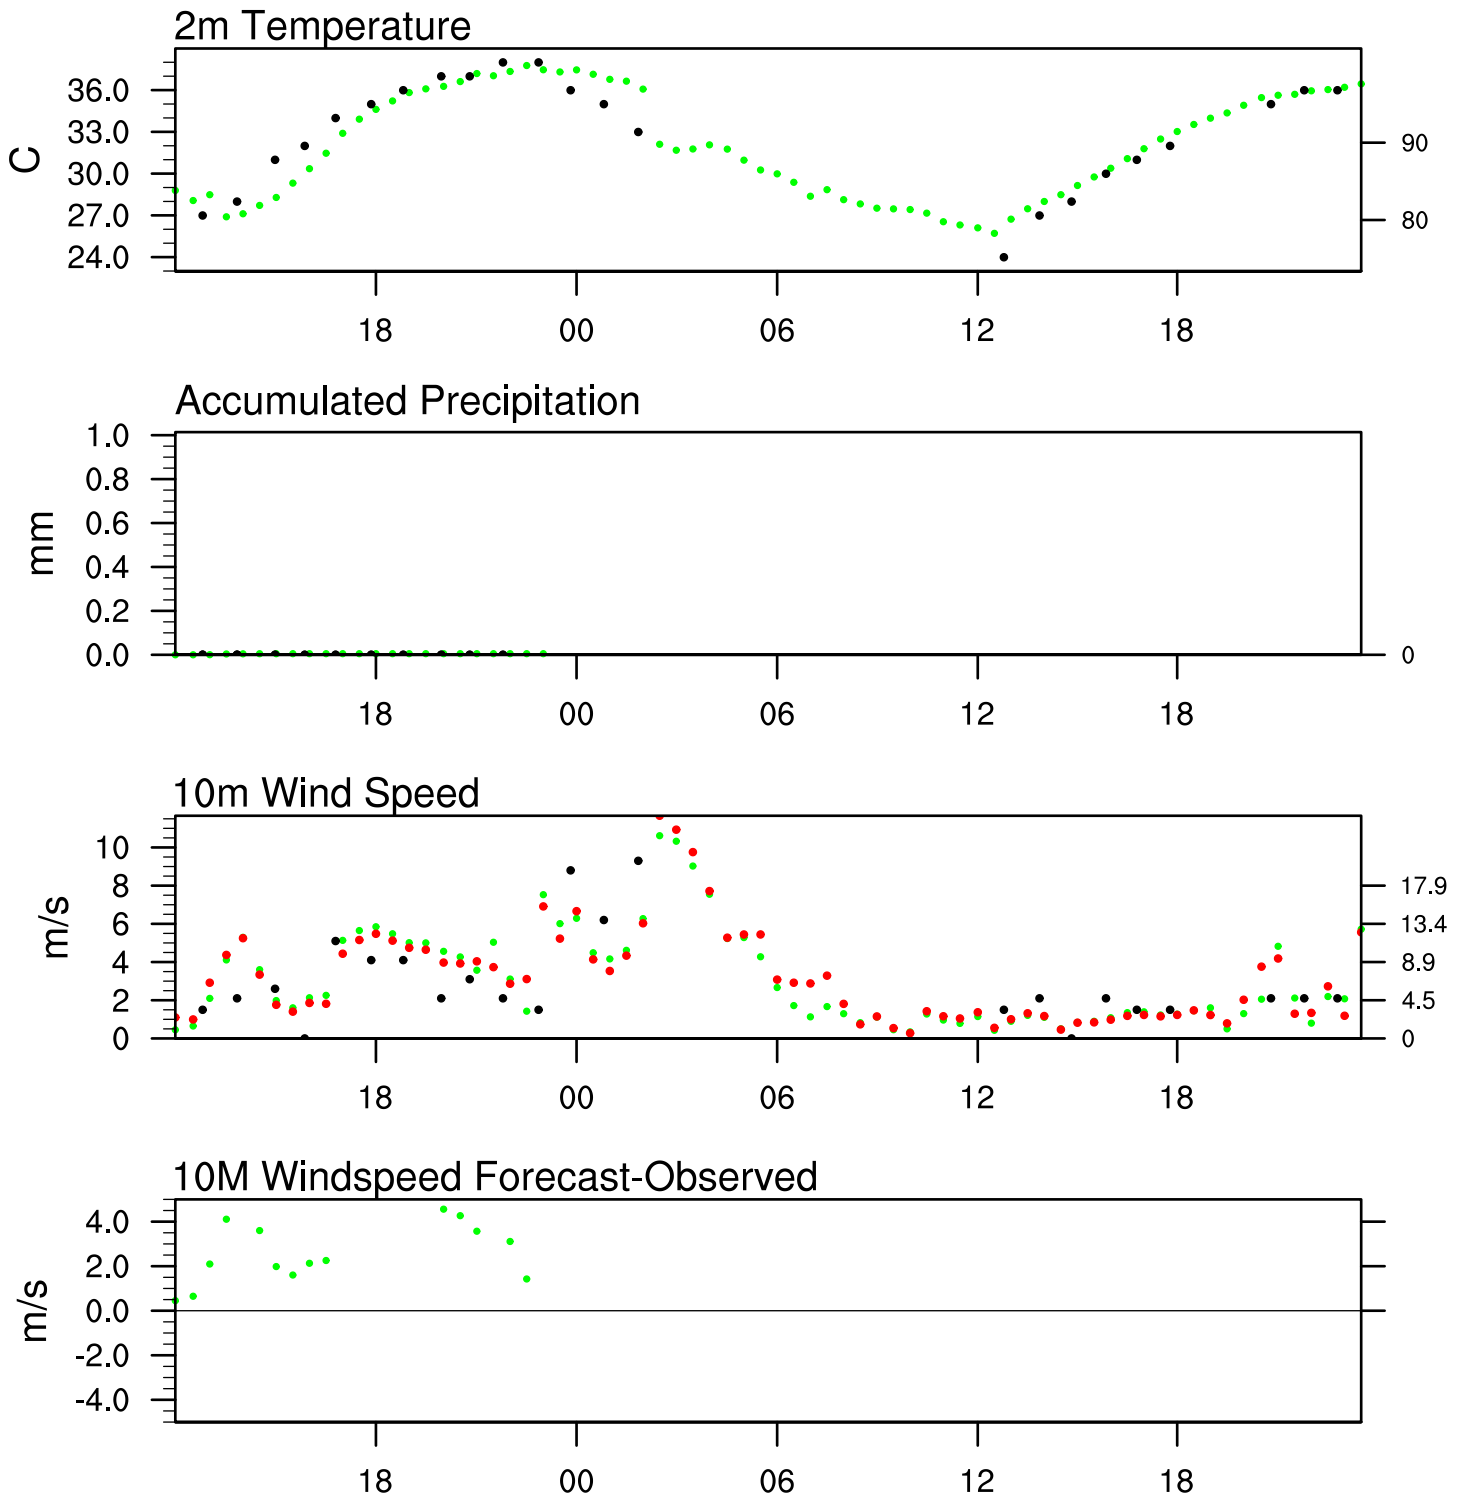 2m Temperature
36.0
33.0
30.0
27.0
24.0
C
90
80
18 00 06 12 18
Accumulated Precipitation
1.0
0.8
0.6
0.4
0.2
0.0
mm
0
18 00 06 12 18
10m Wind Speed
10
8
6
4
2
0
m/s
17.9
13.4
8.9
4.5
0
18 00 06 12 18
10M Windspeed Forecast-Observed
4.0
2.0
0.0
-2.0
-4.0
m/s
18 00 06 12 18